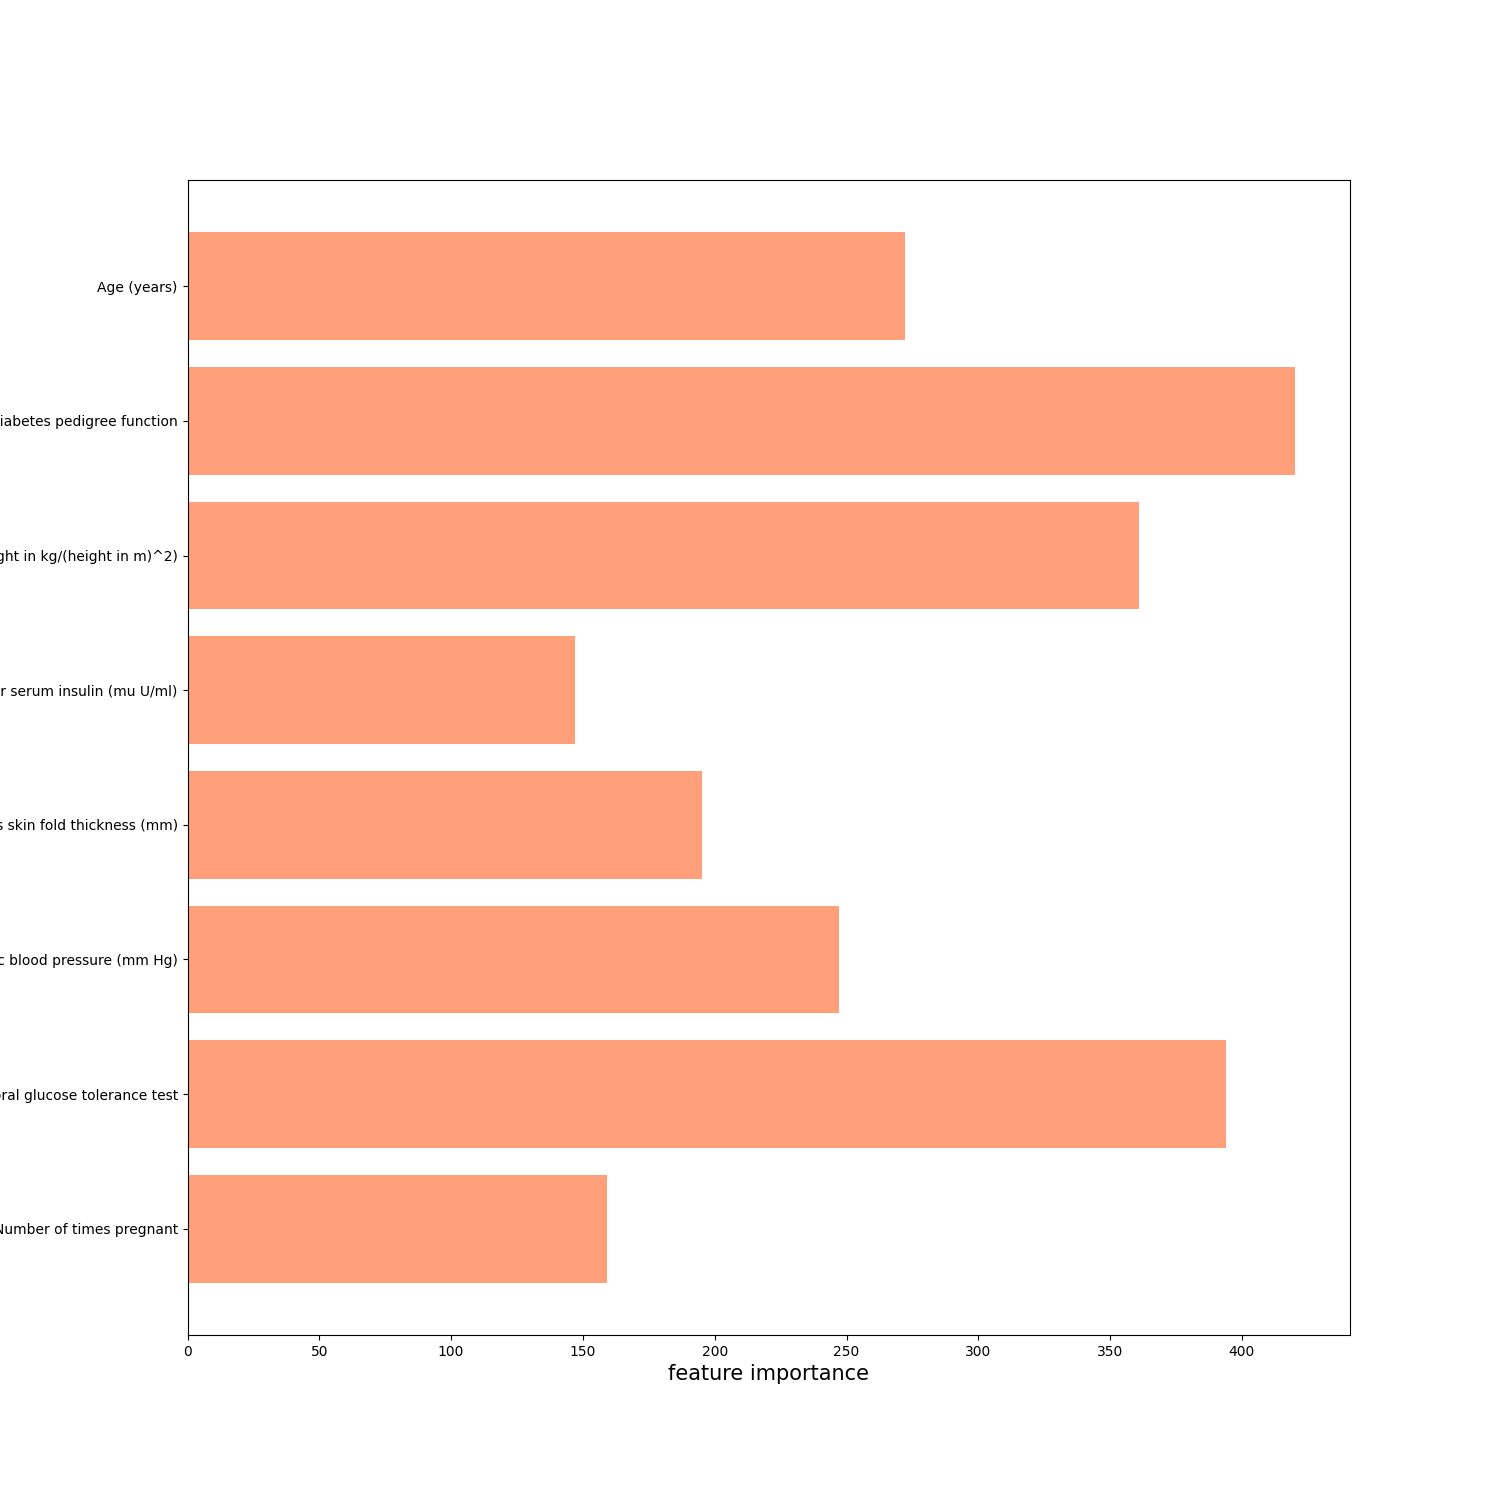 Age (years)
iabetes pedigree function
ght in kg/(height in m)^2)
r serum insulin (mu U/ml)
s skin fold thickness (mm)
c blood pressure (mm Hg)
oral glucose tolerance test
Number of times pregnant
0 50 100 150 200 250 300 350 400
feature importance